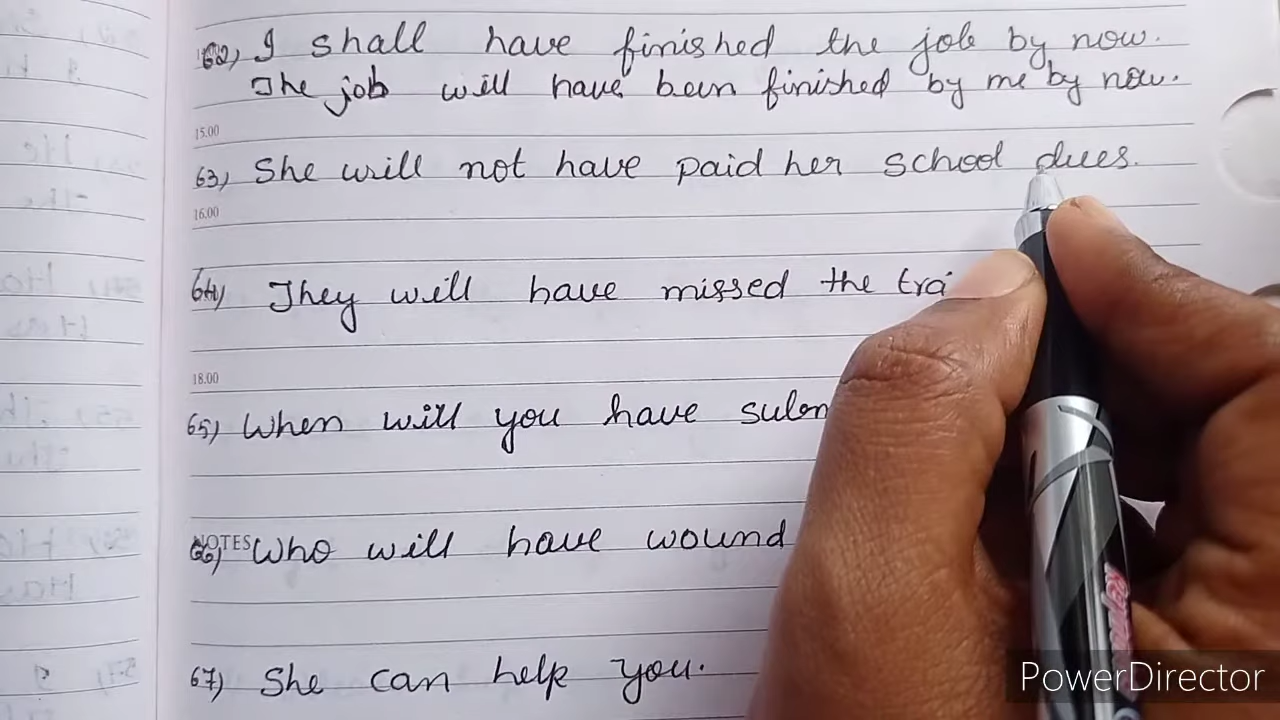 62) I shall have finished the job by now.
The job will have been finished by me by now.
15.00
63) She will not have paid her school dues.
16.00
64) They will have missed the trai
18.00
65) When will you have
NOTES
66) Who will have wound
67) She can help you.
PowerDirector